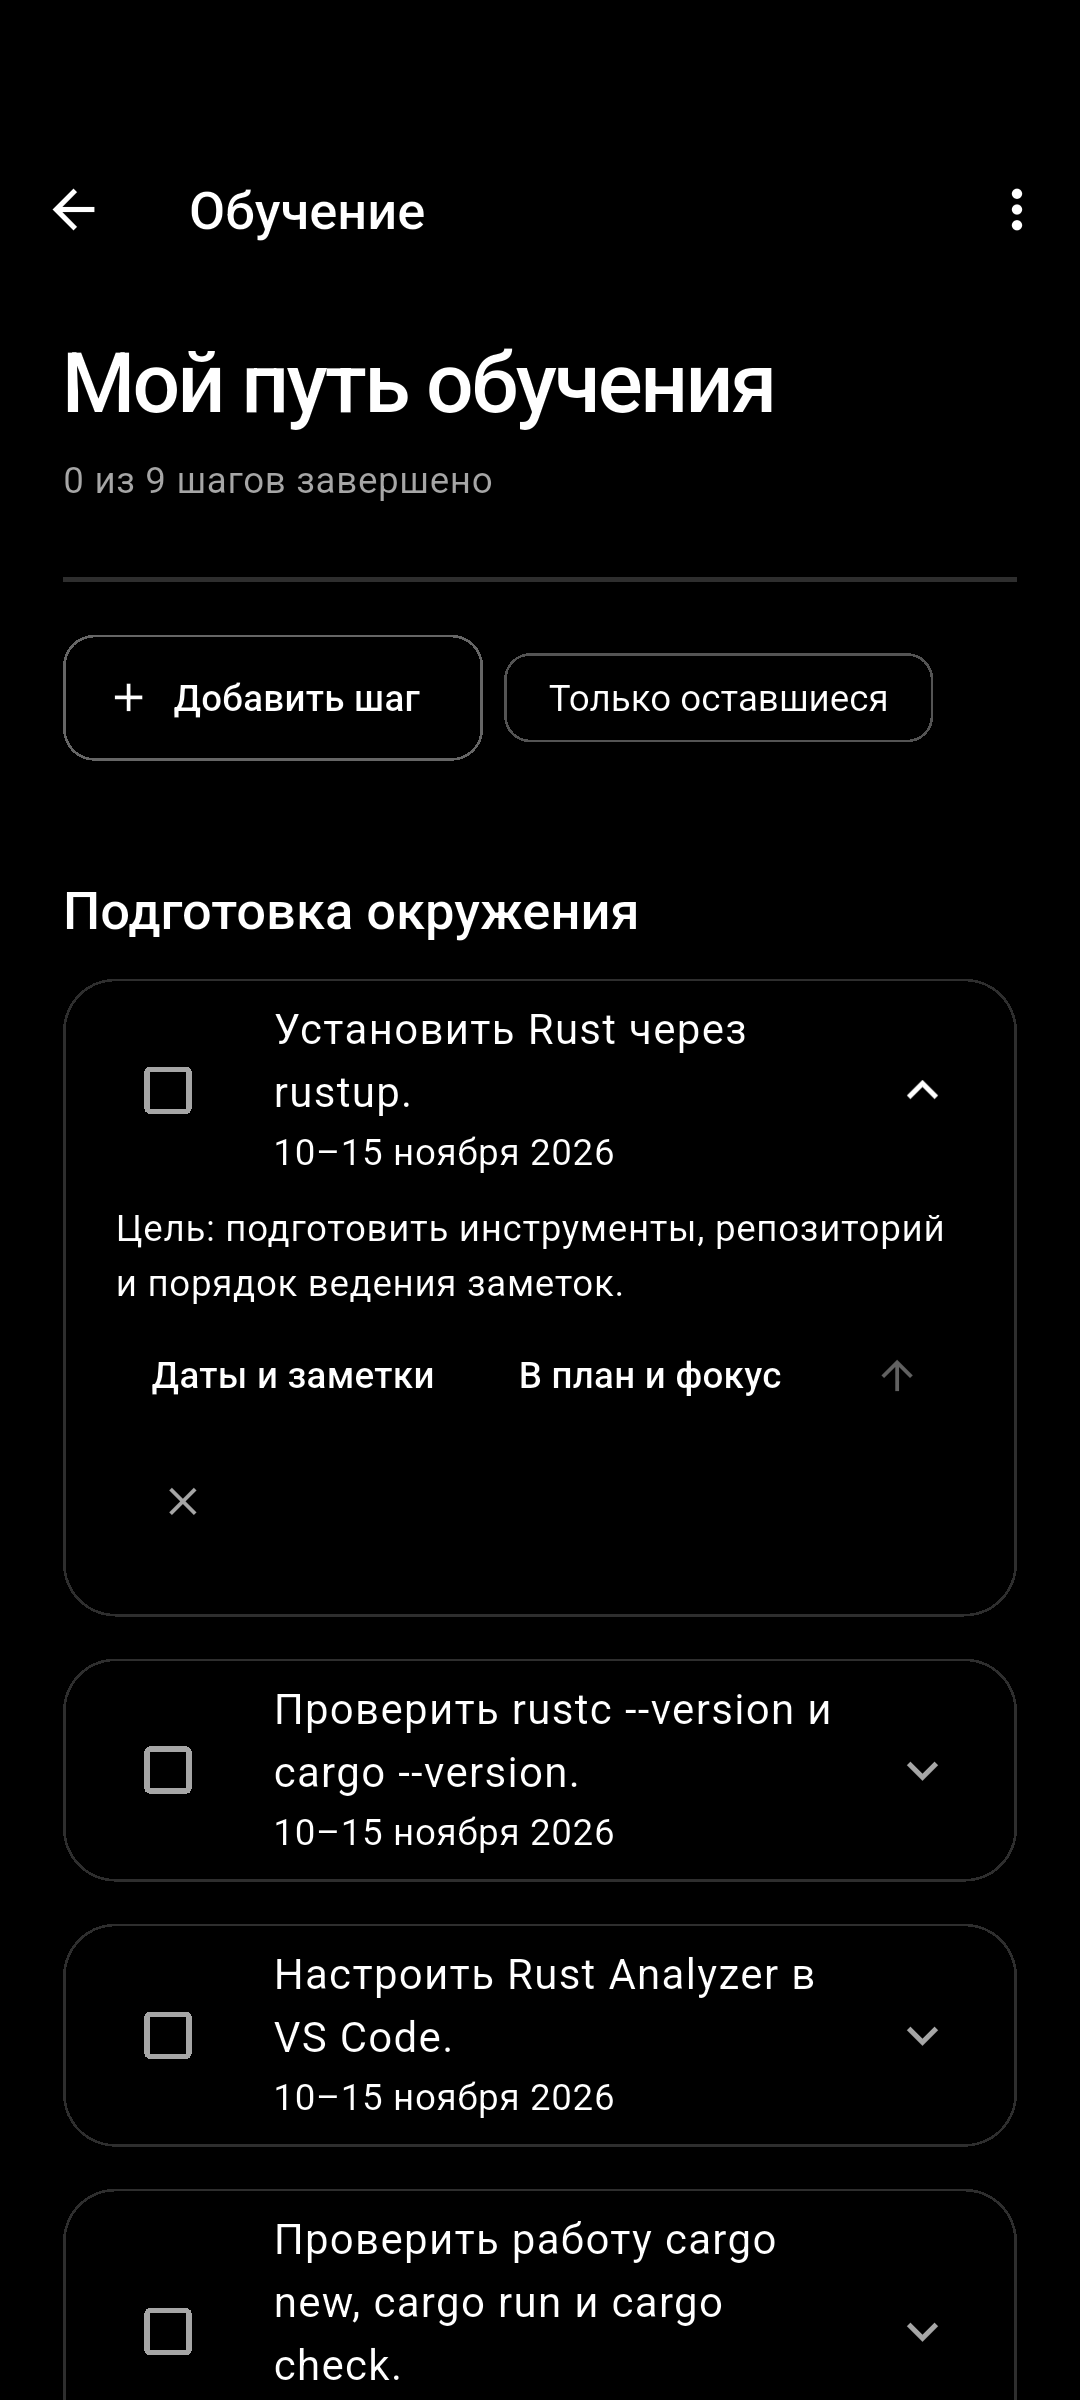 Обучение
Мой путь обучения
0 из 9 шагов завершено
Добавить шаг
Только оставшиеся
Подготовка окружения
Установить Rust через
rustup.
10–15 ноября 2026
Цель: подготовить инструменты, репозиторий
и порядок ведения заметок.
Даты и заметки
В план и фокус
Проверить rustc --version и
cargo --version.
10–15 ноября 2026
Настроить Rust Analyzer в
VS Code.
10–15 ноября 2026
Проверить работу cargo
new, cargo run и cargo
check.